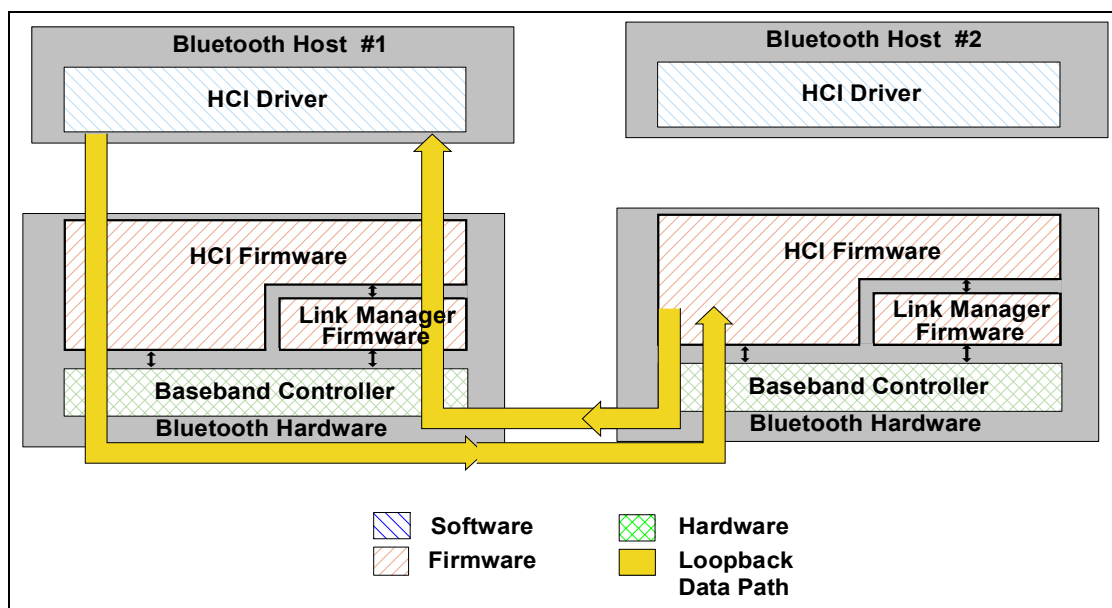 Bluetooth Host #1
HCI Driver
Bluetooth Host #2
HCI Driver
HCI Firmware
Link Manager
Firmware
Baseband Controller
Bluetooth Hardware
HCI Firmware
Link Manager
Firmware
Baseband Controller
Bluetooth Hardware
Software
Firmware
Hardware
Loopback
Data Path